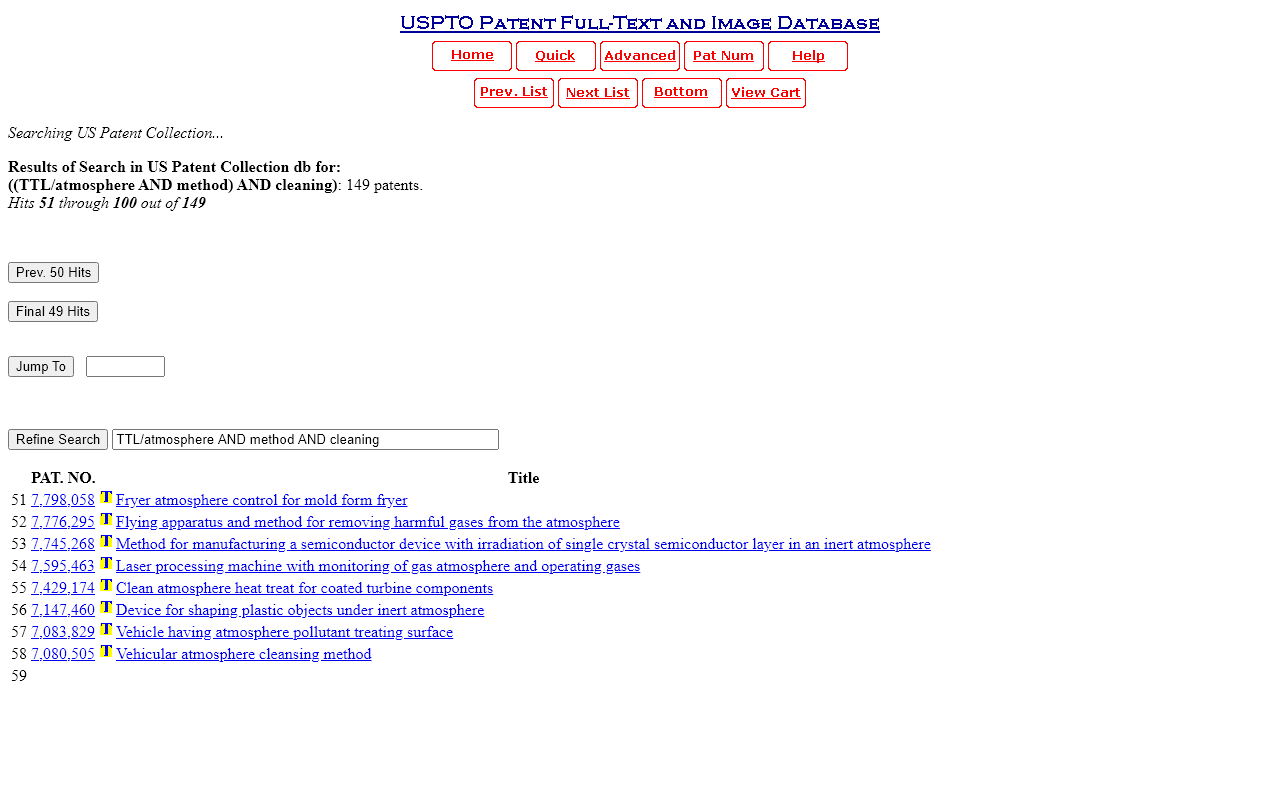 USPTO Patent Full-Text and Image Database
Home Quick Advanced Pat Num Help
Prev. List Next List Bottom View Cart
Searching US Patent Collection...
Results of Search in US Patent Collection db for:
((TTL/atmosphere AND method) AND cleaning): 149 patents.
Hits 51 through 100 out of 149
Prev. 50 Hits
Final 49 Hits
Jump To
Refine Search TTL/atmosphere AND method AND cleaning
PAT. NO. Title
51 7,798,058 T Fryer atmosphere control for mold form fryer
52 7,776,295 T Flying apparatus and method for removing harmful gases from the atmosphere
53 7,745,268 T Method for manufacturing a semiconductor device with irradiation of single crystal semiconductor layer in an inert atmosphere
54 7,595,463 T Laser processing machine with monitoring of gas atmosphere and operating gases
55 7,429,174 T Clean atmosphere heat treat for coated turbine components
56 7,147,460 T Device for shaping plastic objects under inert atmosphere
57 7,083,829 T Vehicle having atmosphere pollutant treating surface
58 7,080,505 T Vehicular atmosphere cleansing method
59